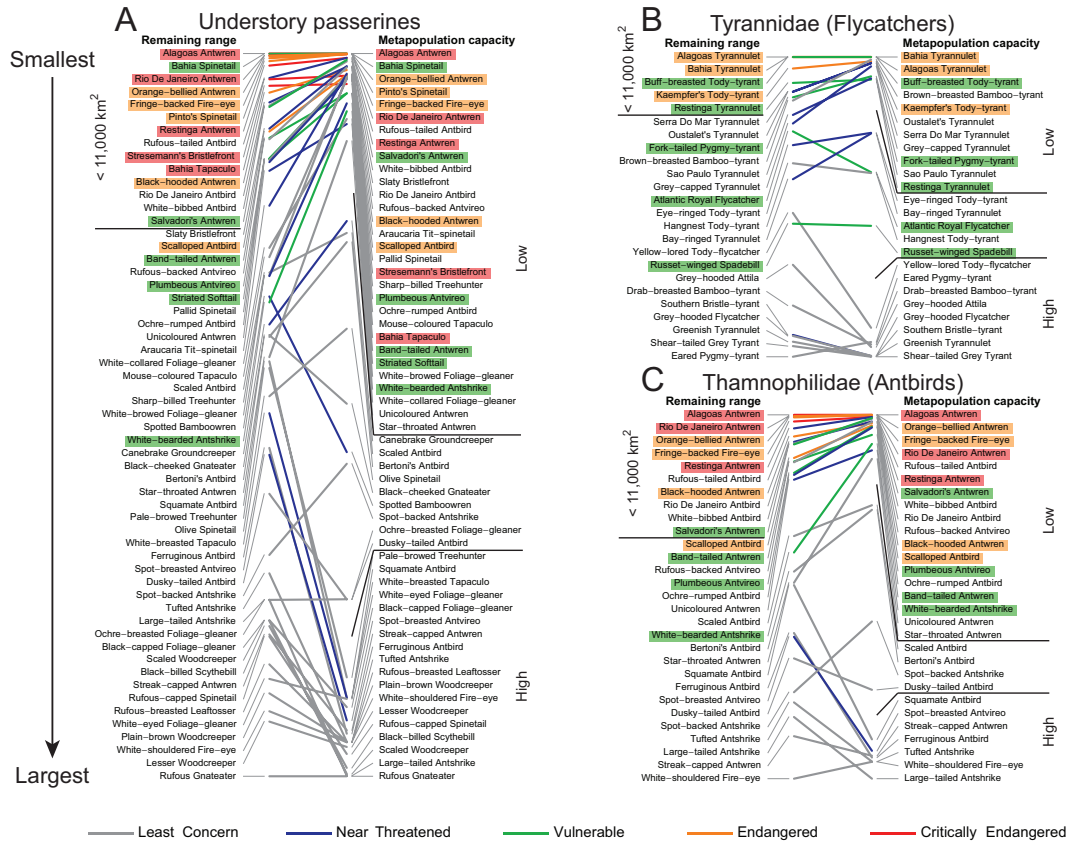 Smallest
Largest
A
Understory passerines
Remaining range
Alagoas Antwren
Bahia Spinetail
Rio De Janeiro Antwren
Orange−bellied Antwren
Fringe−backed Fire−eye
Pinto's Spinetail
Restinga Antwren
Rufous−tailed Antbird
Stresemann's Bristlefront
Bahia Tapaculo
Black−hooded Antwren
Rio De Janeiro Antbird
White−bibbed Antbird
Salvadori's Antwren
Slaty Bristlefront
Scalloped Antbird
Band−tailed Antwren
Rufous−backed Antvireo
Plumbeous Antvireo
Striated Softtail
Pallid Spinetail
Ochre−rumped Antbird
Unicoloured Antwren
Araucaria Tit−spinetail
White−collared Foliage−gleaner
Mouse−coloured Tapaculo
Scaled Antbird
Sharp−billed Treehunter
White−browed Foliage−gleaner
Spotted Bamboowren
White−bearded Antshrike
Canebrake Groundcreeper
Black−cheeked Gnateater
Bertoni's Antbird
Star−throated Antwren
Squamate Antbird
Pale−browed Treehunter
Olive Spinetail
White−breasted Tapaculo
Ferruginous Antbird
Spot−breasted Antvireo
Dusky−tailed Antbird
Spot−backed Antshrike
Tufted Antshrike
Large−tailed Antshrike
Ochre−breasted Foliage−gleaner
Black−capped Foliage−gleaner
Scaled Woodcreeper
Black−billed Scythebill
Streak−capped Antwren
Rufous−capped Spinetail
Rufous−breasted Leaftosser
White−eyed Foliage−gleaner
Plain−brown Woodcreeper
White−shouldered Fire−eye
Lesser Woodcreeper
Rufous Gnateater
< 11,000 km2
Metapopulation capacity
Alagoas Antwren
Bahia Spinetail
Orange−bellied Antwren
Pinto's Spinetail
Fringe−backed Fire−eye
Rio De Janeiro Antwren
Rufous−tailed Antbird
Restinga Antwren
Salvadori's Antwren
White−bibbed Antbird
Slaty Bristlefront
Rio De Janeiro Antbird
Rufous−backed Antvireo
Black−hooded Antwren
Araucaria Tit−spinetail
Scalloped Antbird
Pallid Spinetail
Stresemann's Bristlefront
Sharp−billed Treehunter
Plumbeous Antvireo
Ochre−rumped Antbird
Mouse−coloured Tapaculo
Bahia Tapaculo
Band−tailed Antwren
Striated Softtail
White−browed Foliage−gleaner
White−bearded Antshrike
White−collared Foliage−gleaner
Unicoloured Antwren
Star−throated Antwren
Canebrake Groundcreeper
Scaled Antbird
Bertoni's Antbird
Olive Spinetail
Black−cheeked Gnateater
Spotted Bamboowren
Spot−backed Antshrike
Ochre−breasted Foliage−gleaner
Dusky−tailed Antbird
Pale−browed Treehunter
Squamate Antbird
White−breasted Tapaculo
White−eyed Foliage−gleaner
Black−capped Foliage−gleaner
Spot−breasted Antvireo
Streak−capped Antwren
Ferruginous Antbird
Tufted Antshrike
Rufous−breasted Leaftosser
Plain−brown Woodcreeper
White−shouldered Fire−eye
Lesser Woodcreeper
Rufous−capped Spinetail
Black−billed Scythebill
Scaled Woodcreeper
Large−tailed Antshrike
Rufous Gnateater
Low
High
B
Tyrannidae (Flycatchers)
Remaining range
Alagoas Tyrannulet
Bahia Tyrannulet
Buff−breasted Tody−tyrant
Kaempfer's Tody−tyrant
Restinga Tyrannulet
Serra Do Mar Tyrannulet
Oustalet's Tyrannulet
Fork−tailed Pygmy−tyrant
Brown−breasted Bamboo−tyrant
Sao Paulo Tyrannulet
Grey−capped Tyrannulet
Atlantic Royal Flycatcher
Eye−ringed Tody−tyrant
Hangnest Tody−tyrant
Bay−ringed Tyrannulet
Yellow−lored Tody−flycatcher
Russet−winged Spadebill
Grey−hooded Attila
Drab−breasted Bamboo−tyrant
Southern Bristle−tyrant
Grey−hooded Flycatcher
Greenish Tyrannulet
Shear−tailed Grey Tyrant
Eared Pygmy−tyrant
< 11,000 km2
Metapopulation capacity
Bahia Tyrannulet
Alagoas Tyrannulet
Buff−breasted Tody−tyrant
Brown−breasted Bamboo−tyrant
Kaempfer's Tody−tyrant
Oustalet's Tyrannulet
Serra Do Mar Tyrannulet
Grey−capped Tyrannulet
Fork−tailed Pygmy−tyrant
Sao Paulo Tyrannulet
Restinga Tyrannulet
Eye−ringed Tody−tyrant
Bay−ringed Tyrannulet
Atlantic Royal Flycatcher
Hangnest Tody−tyrant
Russet−winged Spadebill
Yellow−lored Tody−flycatcher
Eared Pygmy−tyrant
Drab−breasted Bamboo−tyrant
Grey−hooded Attila
Grey−hooded Flycatcher
Southern Bristle−tyrant
Greenish Tyrannulet
Shear−tailed Grey Tyrant
Low
High
C
Thamnophilidae (Antbirds)
Remaining range
Alagoas Antwren
Rio De Janeiro Antwren
Orange−bellied Antwren
Fringe−backed Fire−eye
Restinga Antwren
Rufous−tailed Antbird
Black−hooded Antwren
Rio De Janeiro Antbird
White−bibbed Antbird
Salvadori's Antwren
Scalloped Antbird
Band−tailed Antwren
Rufous−backed Antvireo
Plumbeous Antvireo
Ochre−rumped Antbird
Unicoloured Antwren
Scaled Antbird
White−bearded Antshrike
Bertoni's Antbird
Star−throated Antwren
Squamate Antbird
Ferruginous Antbird
Spot−breasted Antvireo
Dusky−tailed Antbird
Spot−backed Antshrike
Tufted Antshrike
Large−tailed Antshrike
Streak−capped Antwren
White−shouldered Fire−eye
< 11,000 km2
Metapopulation capacity
Alagoas Antwren
Orange−bellied Antwren
Fringe−backed Fire−eye
Rio De Janeiro Antwren
Rufous−tailed Antbird
Restinga Antwren
Salvadori's Antwren
White−bibbed Antbird
Rio De Janeiro Antbird
Rufous−backed Antvireo
Black−hooded Antwren
Scalloped Antbird
Plumbeous Antvireo
Ochre−rumped Antbird
Band−tailed Antwren
White−bearded Antshrike
Unicoloured Antwren
Star−throated Antwren
Scaled Antbird
Bertoni's Antbird
Spot−backed Antshrike
Dusky−tailed Antbird
Squamate Antbird
Spot−breasted Antvireo
Streak−capped Antwren
Ferruginous Antbird
Tufted Antshrike
White−shouldered Fire−eye
Large−tailed Antshrike
Low
High
Least Concern
Near Threatened
Vulnerable
Endangered
Critically Endangered